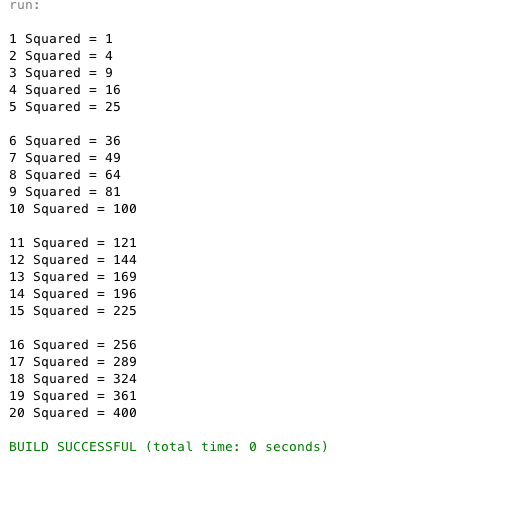 run:
1 Squared = 1
2 Squared = 4
3 Squared = 9
4 Squared = 16
5 Squared = 25
6 Squared = 36
7 Squared = 49
8 Squared = 64
9 Squared = 81
10 Squared = 100
11 Squared = 121
12 Squared = 144
13 Squared = 169
14 Squared = 196
15 Squared = 225
16 Squared = 256
17 Squared = 289
18 Squared = 324
19 Squared = 361
20 Squared = 400
BUILD SUCCESSFUL (total time: 0 seconds)